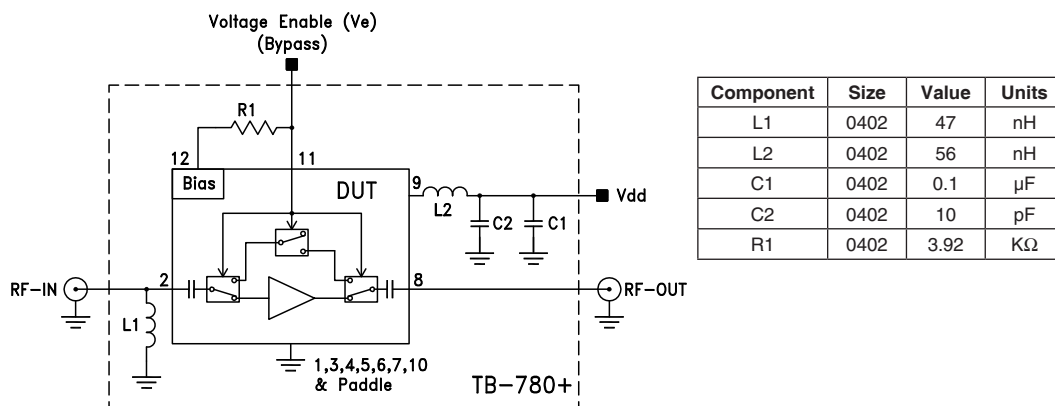 Voltage Enable (Ve)
(Bypass)
R1
12
11
Bias
DUT
9
L2
Vdd
C2
C1
RF-IN
2
8
RF-OUT
L1
1,3,4,5,6,7,10
& Paddle
TB-780+
Component Size Value Units
L1 0402 47 nH
L2 0402 56 nH
C1 0402 0.1 µF
C2 0402 10 pF
R1 0402 3.92 KΩ